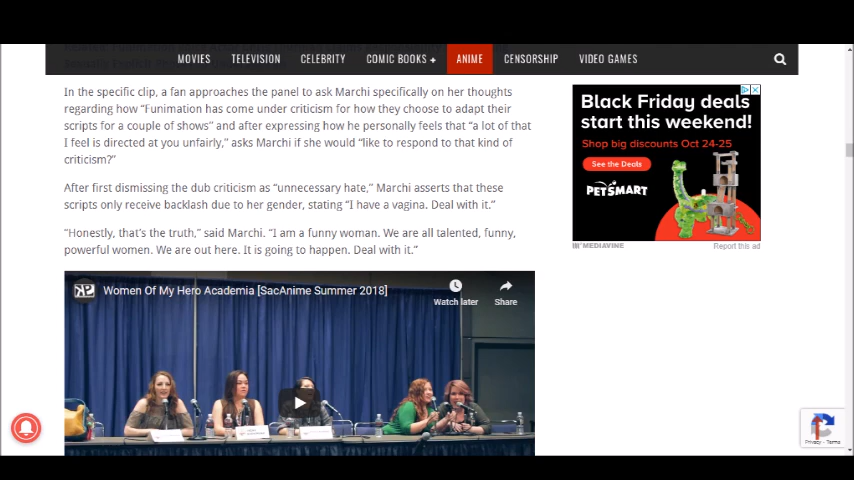 MOVIES TELEVISION CELEBRITY COMIC BOOKS + ANIME CENSORSHIP VIDEO GAMES
In the specific clip, a fan approaches the panel to ask Marchi specifically on her thoughts
regarding how “Funimation has come under criticism for how they choose to adapt their
scripts for a couple of shows” and after expressing how he personally feels that “a lot of that
I feel is directed at you unfairly,” asks Marchi if she would “like to respond to that kind of
criticism?”
After first dismissing the dub criticism as “unnecessary hate,” Marchi asserts that these
scripts only receive backlash due to her gender, stating “I have a vagina. Deal with it.”
“Honestly, that’s the truth,” said Marchi. “I am a funny woman. We are all talented, funny,
powerful women. We are out here. It is going to happen. Deal with it.”
Women Of My Hero Academia [SacAnime Summer 2018]
Watch later
Share
Black Friday deals
start this weekend!
Shop big discounts Oct 24-25
See the Deals
PETSMART
MEDIAVINE
Report this ad
Privacy - Terms